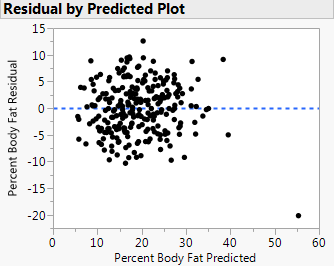 Residual by Predicted Plot
Percent Body Fat Residual
15
10
5
0
-5
-10
-15
-20
0 10 20 30 40 50 60
Percent Body Fat Predicted